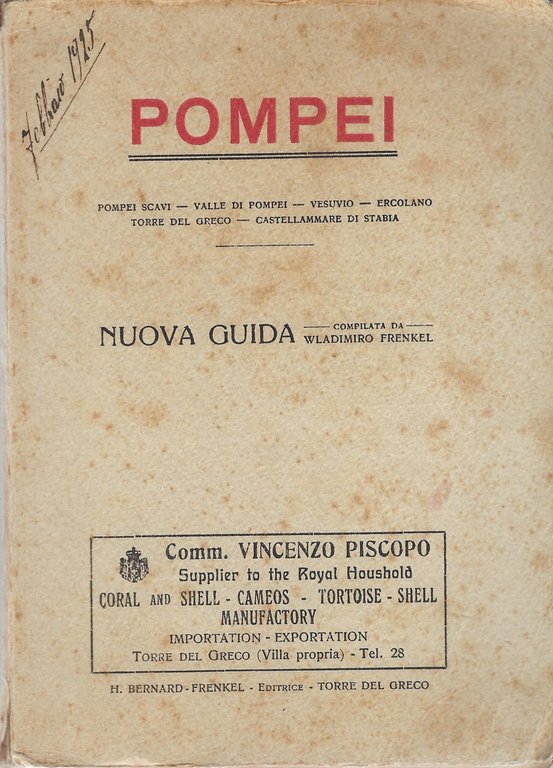 Febbraio 1925
POMPEI
POMPEI SCAVI — VALLE DI POMPEI — VESUVIO — ERCOLANO
TORRE DEL GRECO — CASTELLAMMARE DI STABIA
NUOVA GUIDA — COMPILATA DA —
WLADIMIRO FRENKEL
Comm. VINCENZO PISCOPO
Supplier to the Royal Houshold
CORAL AND SHELL - CAMEOS - TORTOISE - SHELL
MANUFACTORY
IMPORTATION - EXPORTATION
TORRE DEL GRECO (Villa propria) - Tel. 28
H. BERNARD-FRENKEL - EDITRICE - TORRE DEL GRECO